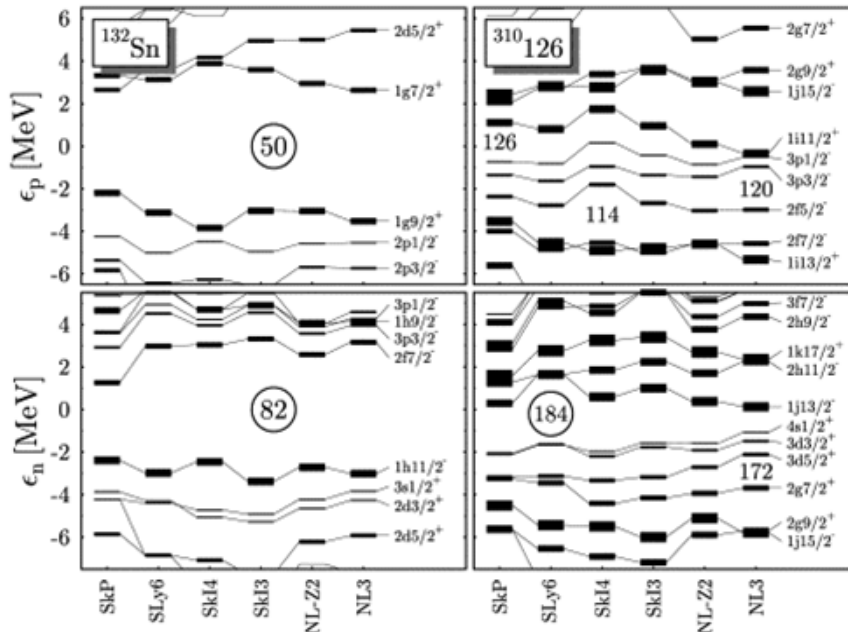 6
4
2
0
-2
-4
-6
ϵp [MeV]
¹³²Sn
50
2d5/2⁺
1g7/2⁺
1g9/2⁺
2p1/2⁻
2p3/2⁻
³¹⁰126
126
114
120
2g7/2⁺
2g9/2⁺
1j15/2⁻
1i11/2⁺
3p1/2⁻
3p3/2⁻
2f5/2⁻
2f7/2⁻
1i13/2⁺
4
2
0
-2
-4
-6
ϵn [MeV]
82
3p1/2⁻
1h9/2⁻
3p3/2⁻
2f7/2⁻
1h11/2⁻
3s1/2⁺
2d3/2⁺
2d5/2⁺
184
172
3f7/2⁻
2h9/2⁻
1k17/2⁺
2h11/2⁻
1j13/2⁻
4s1/2⁺
3d3/2⁺
3d5/2⁺
2g7/2⁺
2g9/2⁺
1j15/2⁻
SkP
SLy6
SkI4
SkI3
NL-Z2
NL3
SkP
SLy6
SkI4
SkI3
NL-Z2
NL3